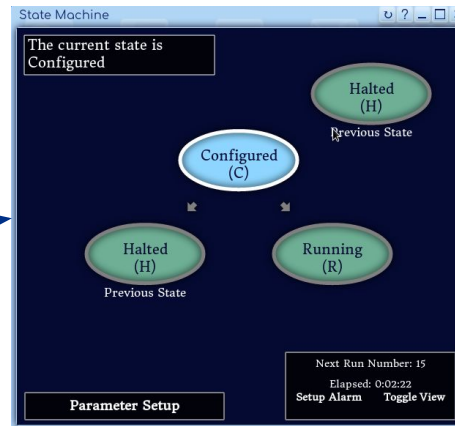 State Machine
The current state is
Configured
Halted
(H)
Previous State
Configured
(C)
Halted
(H)
Previous State
Running
(R)
Next Run Number: 15
Elapsed: 0:02:22
Setup Alarm Toggle View
Parameter Setup